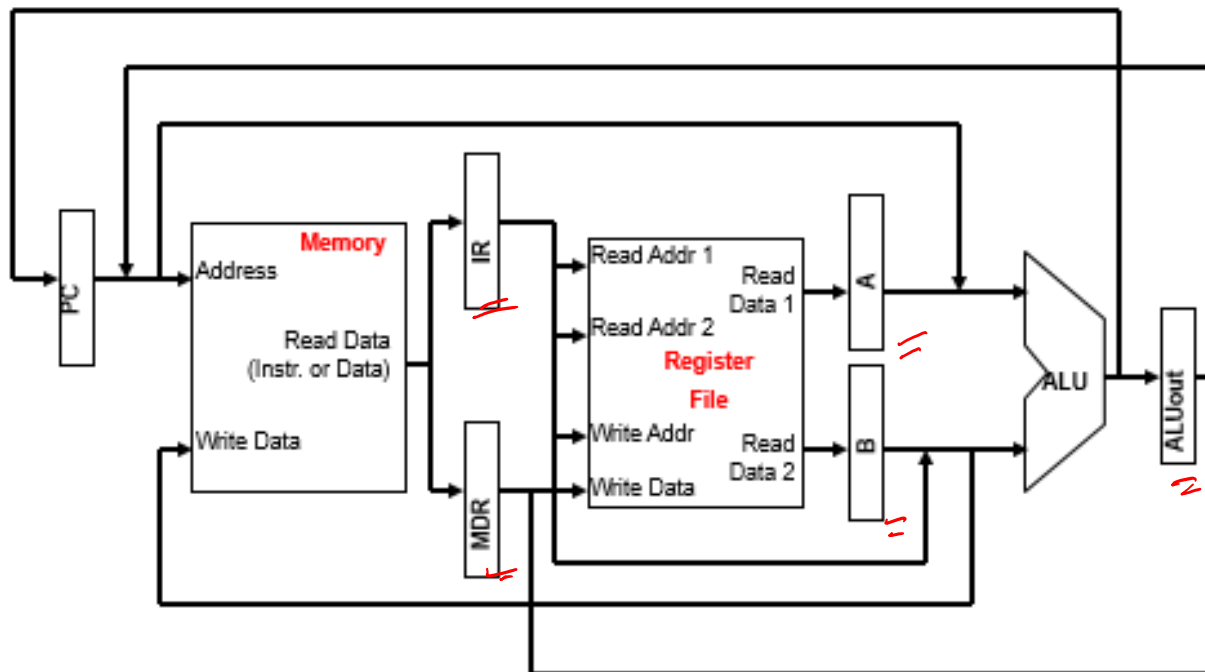 PC
Memory
Address
Read Data
(Instr. or Data)
Write Data
IR
MDR
Read Addr 1
Read Addr 2
Register
File
Write Addr
Write Data
Read
Data 1
Read
Data 2
A
B
ALU
ALUout